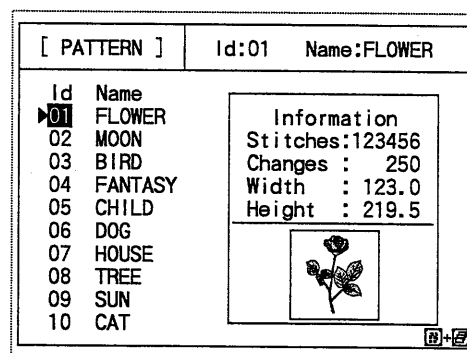 [ PATTERN ] Id:01 Name:FLOWER
Id Name
▶01 FLOWER
02 MOON
03 BIRD
04 FANTASY
05 CHILD
06 DOG
07 HOUSE
08 TREE
09 SUN
10 CAT
Information
Stitches:123456
Changes : 250
Width : 123.0
Height : 219.5